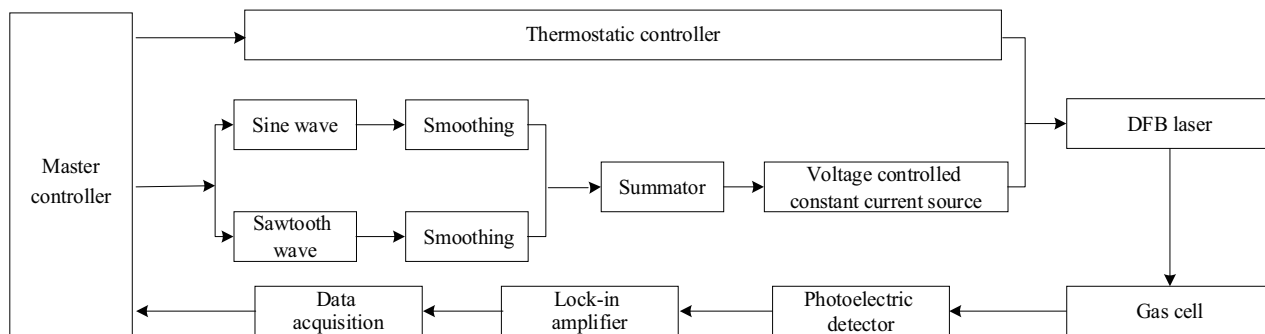 Thermostatic controller
Sine wave
Smoothing
DFB laser
Master
controller
Summator
Voltage controlled
constant current source
Sawtooth
wave
Smoothing
Data
acquisition
Lock-in
amplifier
Photoelectric
detector
Gas cell